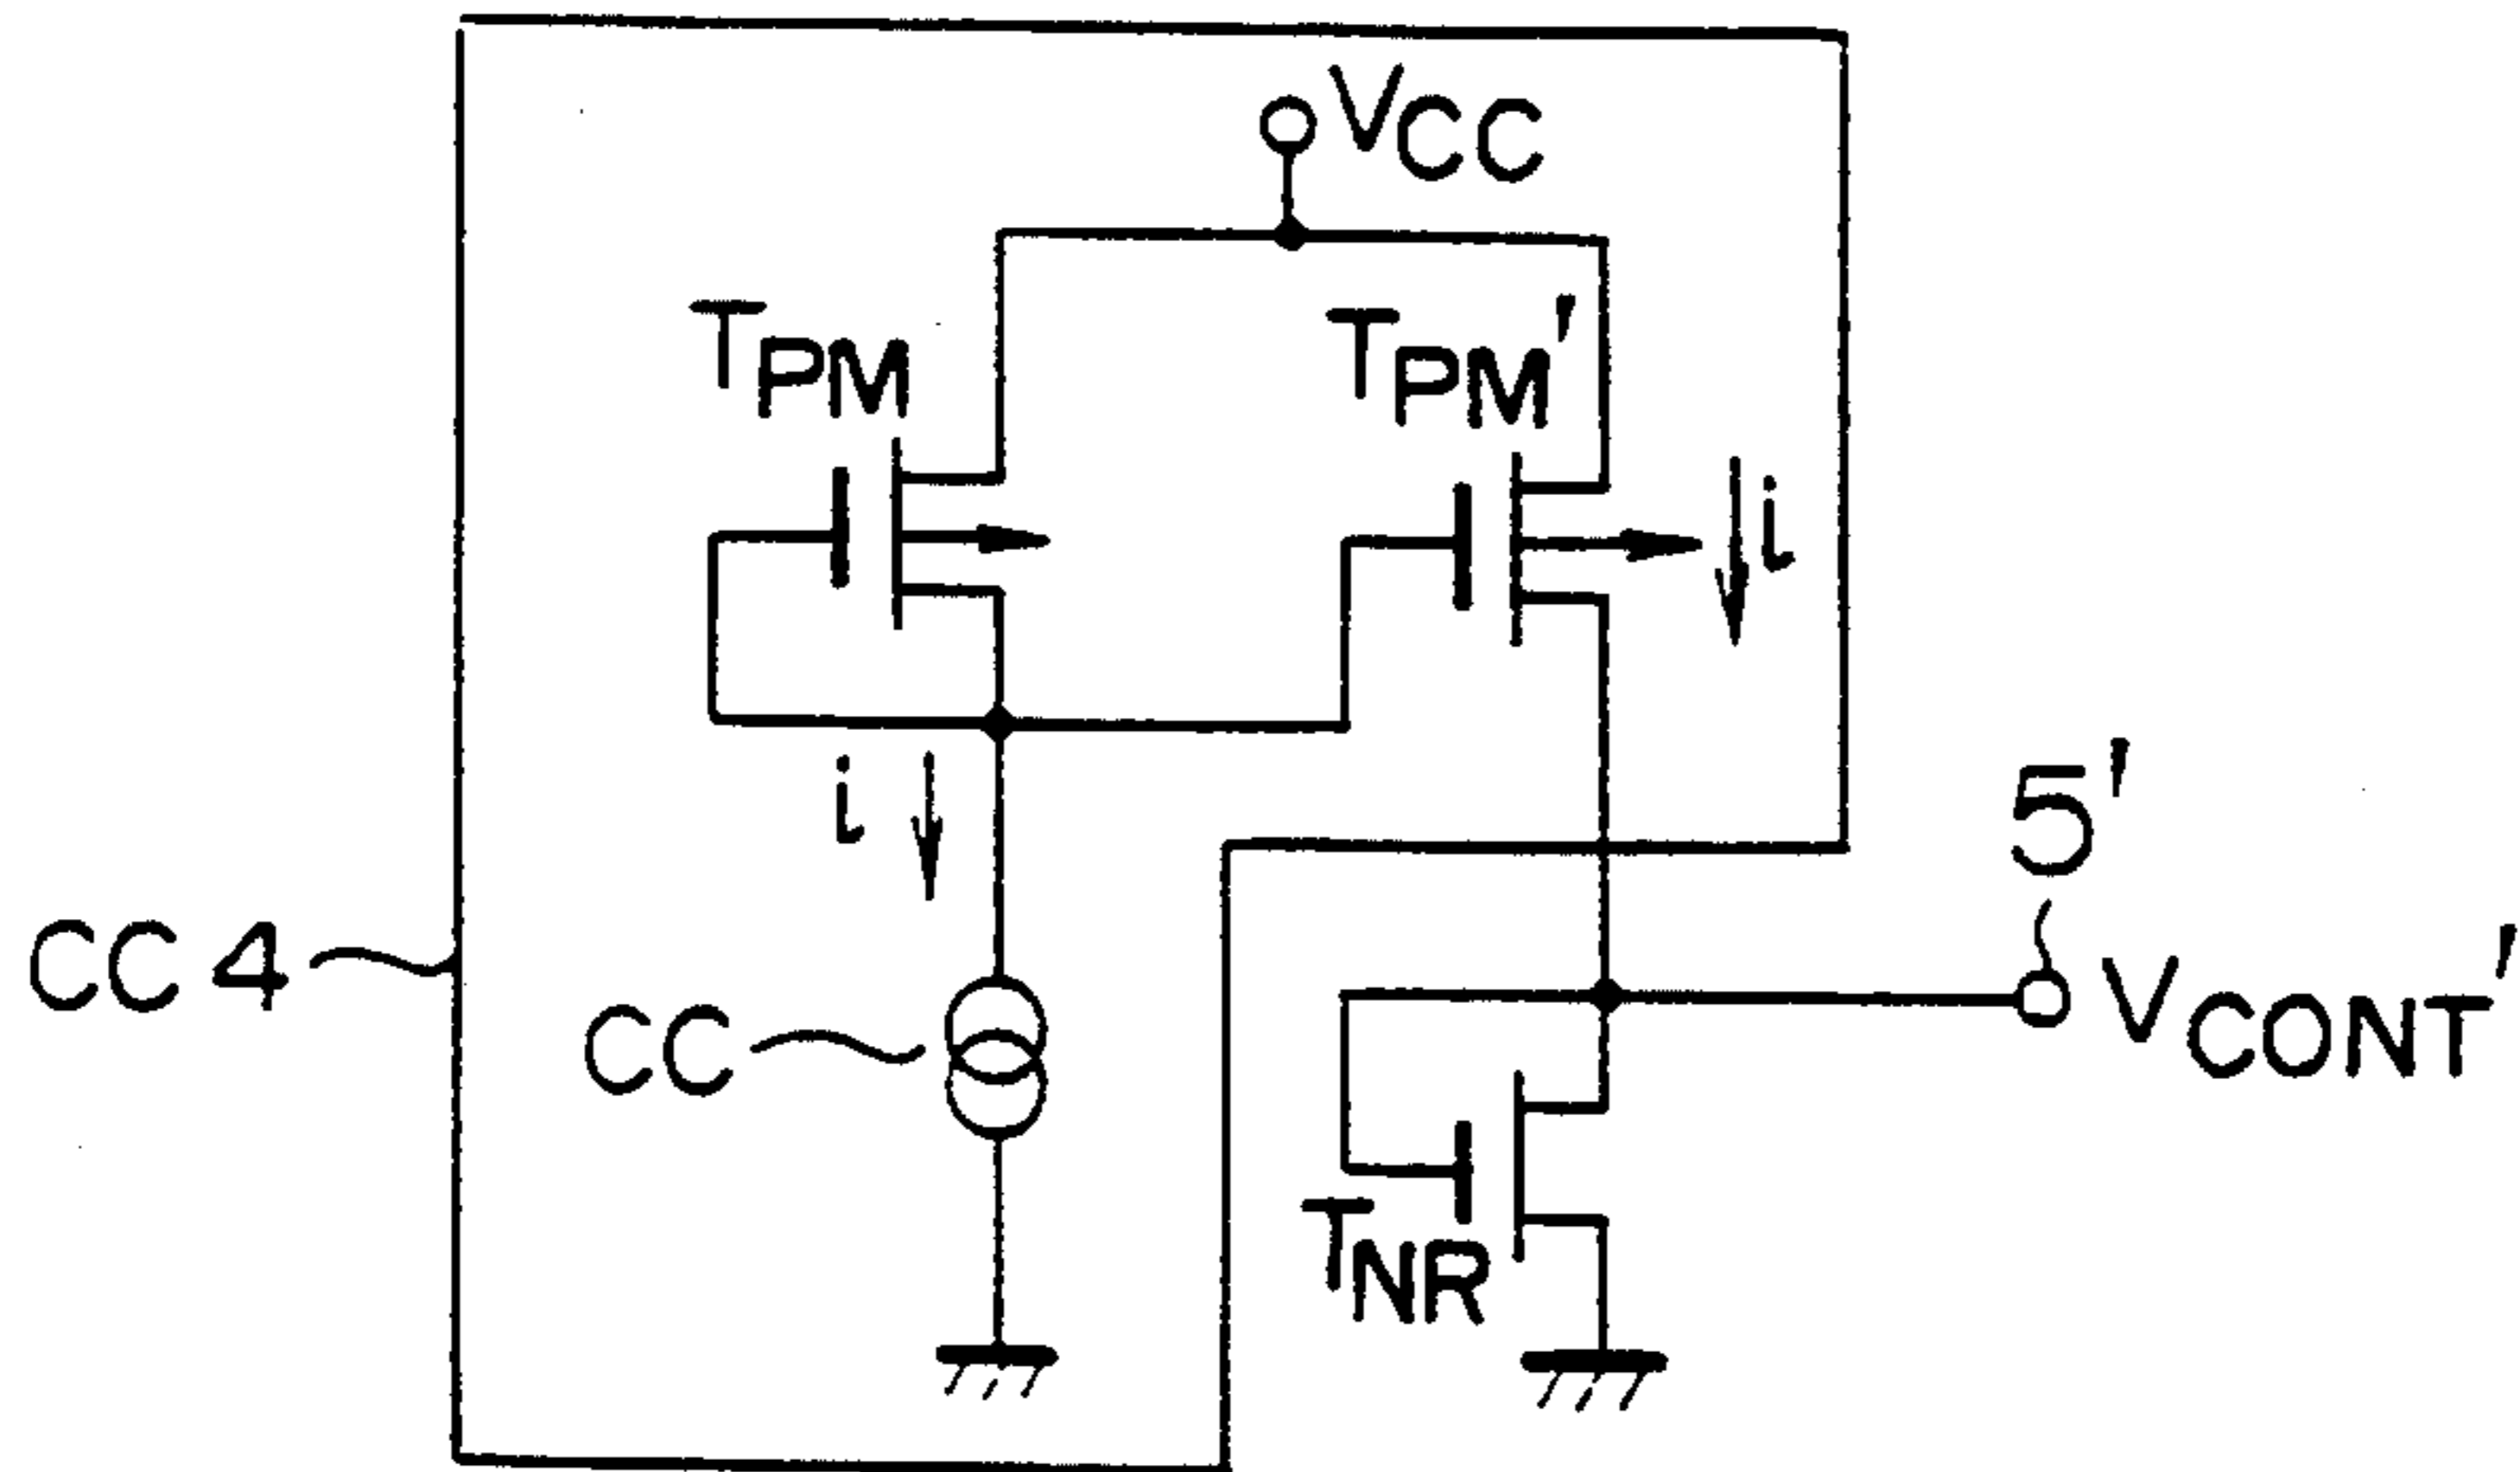 VCC
TPM
TPM'
i
i
5'
CC4
CC
VCONT'
TNR